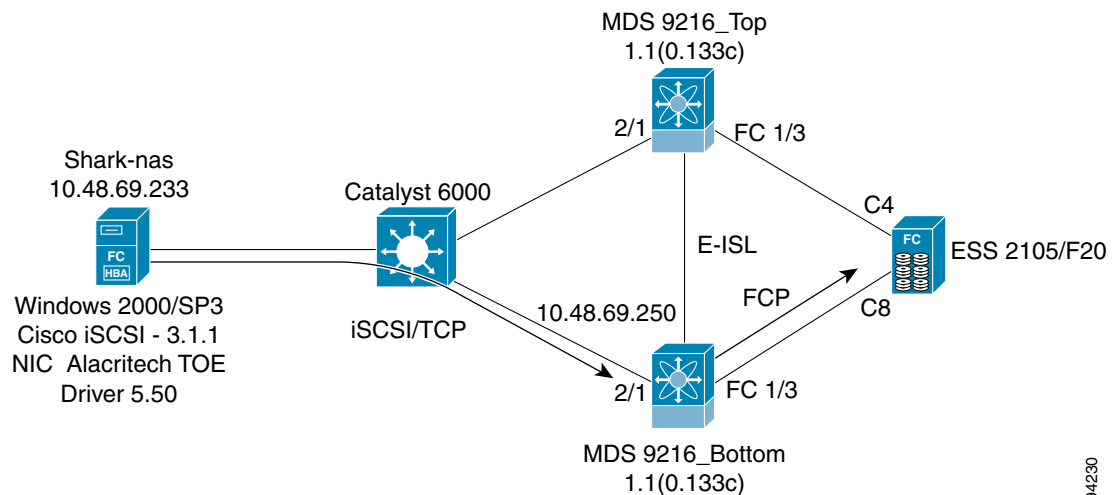 MDS 9216_Top
1.1(0.133c)
2/1
FC 1/3
Shark-nas
10.48.69.233
Catalyst 6000
C4
FC
HBA
E-ISL
FC
ESS 2105/F20
Windows 2000/SP3
Cisco iSCSI - 3.1.1
NIC Alacritech TOE
Driver 5.50
iSCSI/TCP
10.48.69.250
FCP
C8
2/1
FC 1/3
MDS 9216_Bottom
1.1(0.133c)